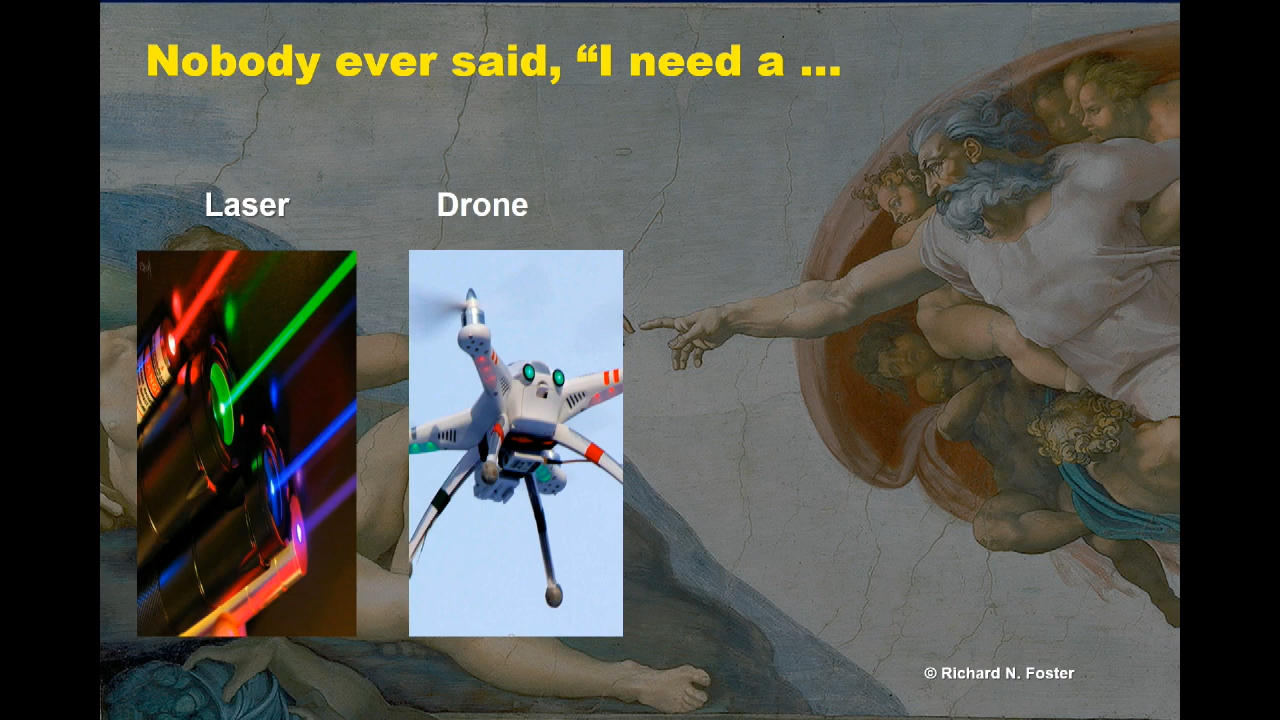 Nobody ever said, “I need a ...
Laser
Drone
© Richard N. Foster